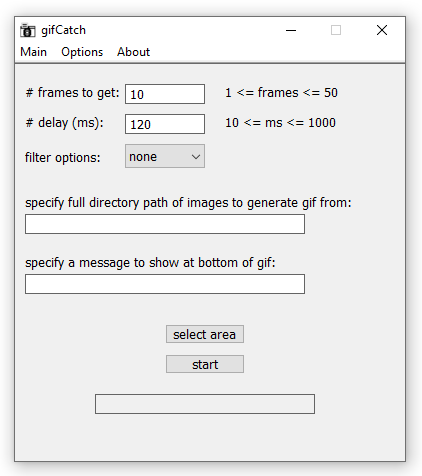 gifCatch
Main Options About
# frames to get: 10 1 <= frames <= 50
# delay (ms): 120 10 <= ms <= 1000
filter options: none
specify full directory path of images to generate gif from:
specify a message to show at bottom of gif:
select area
start